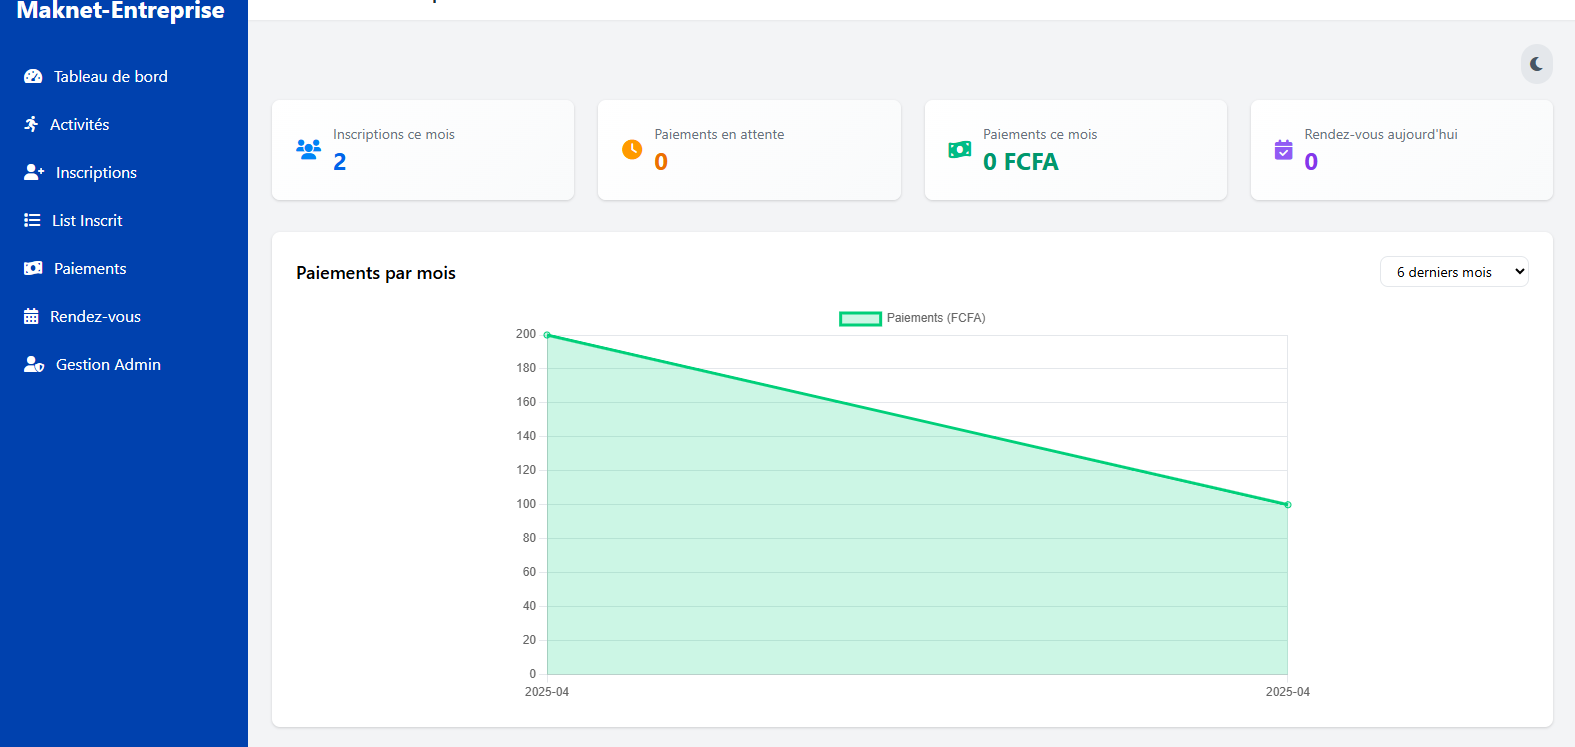 Maknet-Entreprise
Tableau de bord
Activités
Inscriptions
List Inscrit
Paiements
Rendez-vous
Gestion Admin
Inscriptions ce mois
2
Paiements en attente
0
Paiements ce mois
0 FCFA
Rendez-vous aujourd'hui
0
Paiements par mois
6 derniers mois
Paiements (FCFA)
200
180
160
140
120
100
80
60
40
20
0
2025-04
2025-04